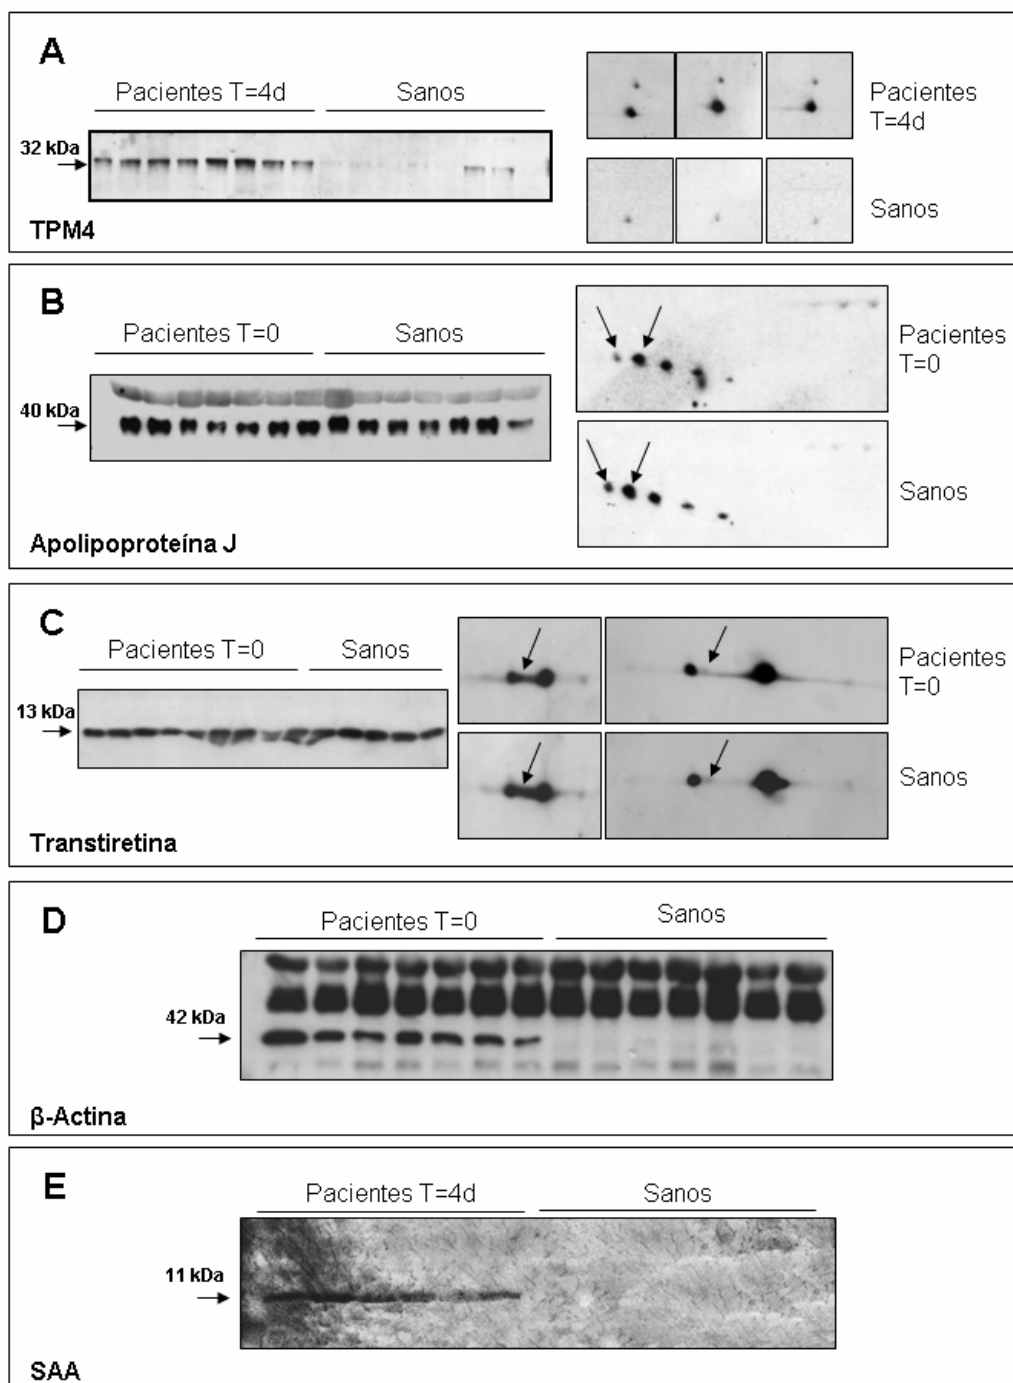 A
Pacientes T=4d
Sanos
32 kDa
Pacientes
T=4d
Sanos
TPM4
B
Pacientes T=0
Sanos
40 kDa
Pacientes
T=0
Sanos
Apolipoproteína J
C
Pacientes T=0
Sanos
13 kDa
Pacientes
T=0
Sanos
Transtiretina
D
Pacientes T=0
Sanos
42 kDa
β-Actina
E
Pacientes T=4d
Sanos
11 kDa
SAA